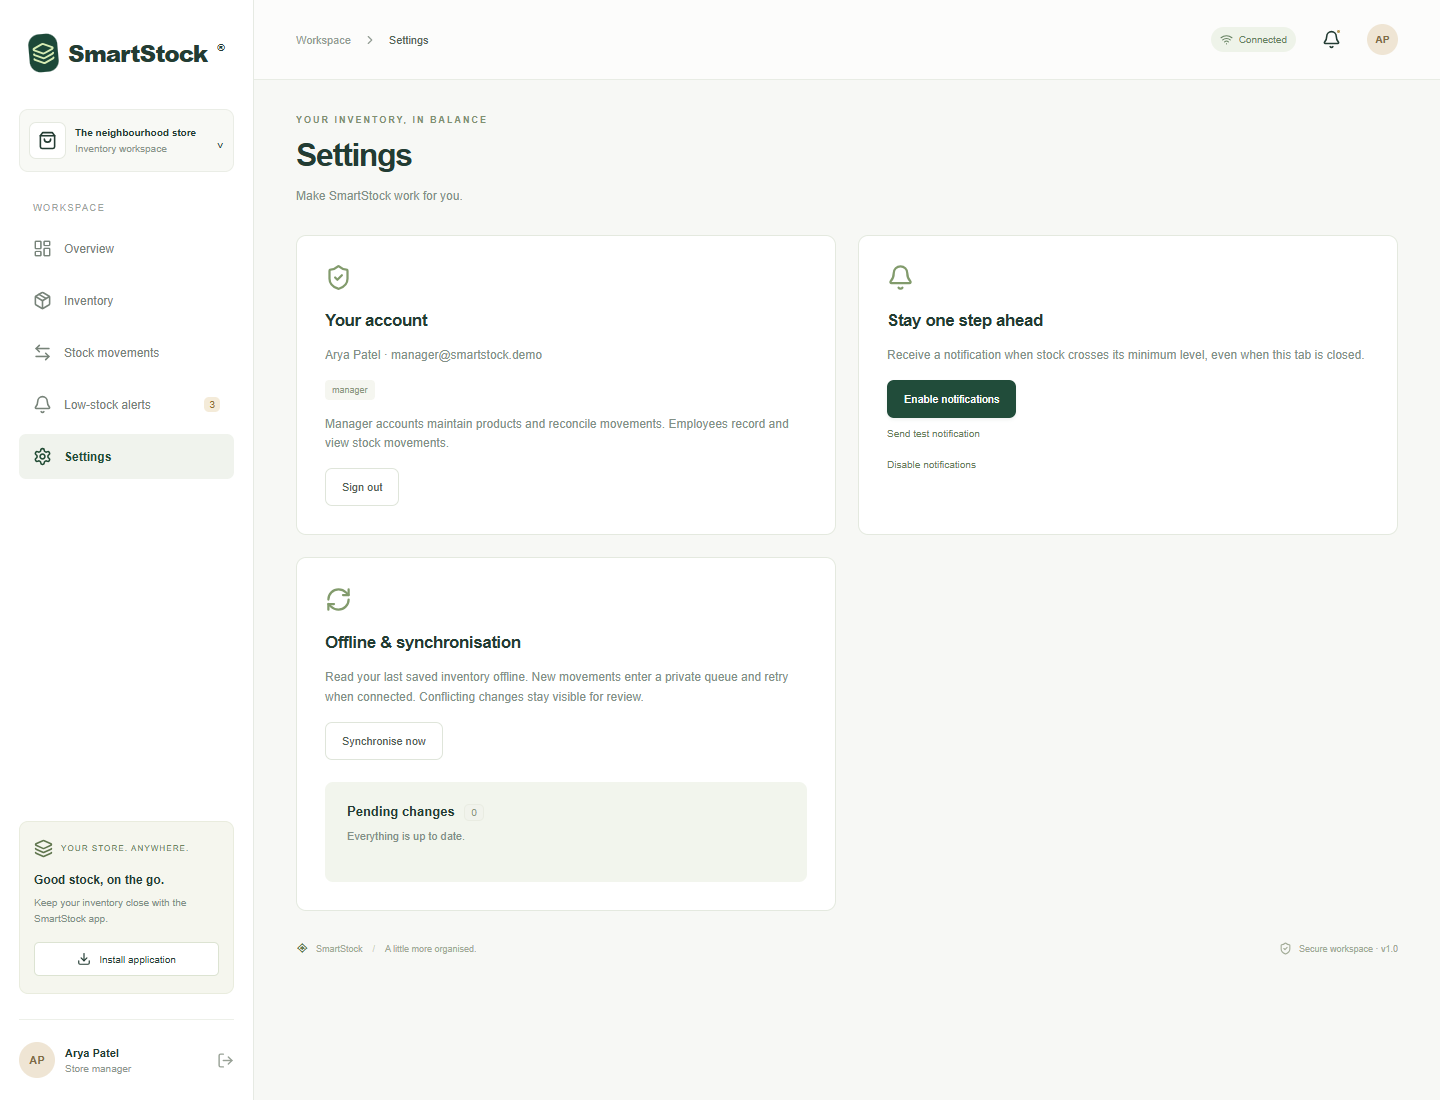 SmartStock ®
The neighbourhood store
Inventory workspace
v
WORKSPACE
Overview
Inventory
Stock movements
Low-stock alerts 3
Settings
YOUR STORE. ANYWHERE.
Good stock, on the go.
Keep your inventory close with the
SmartStock app.
Install application
AP
Arya Patel
Store manager
Workspace > Settings
Connected
AP
YOUR INVENTORY, IN BALANCE
Settings
Make SmartStock work for you.
Your account
Arya Patel · manager@smartstock.demo
manager
Manager accounts maintain products and reconcile movements. Employees record and
view stock movements.
Sign out
Stay one step ahead
Receive a notification when stock crosses its minimum level, even when this tab is closed.
Enable notifications
Send test notification
Disable notifications
Offline & synchronisation
Read your last saved inventory offline. New movements enter a private queue and retry
when connected. Conflicting changes stay visible for review.
Synchronise now
Pending changes 0
Everything is up to date.
SmartStock / A little more organised.
Secure workspace · v1.0